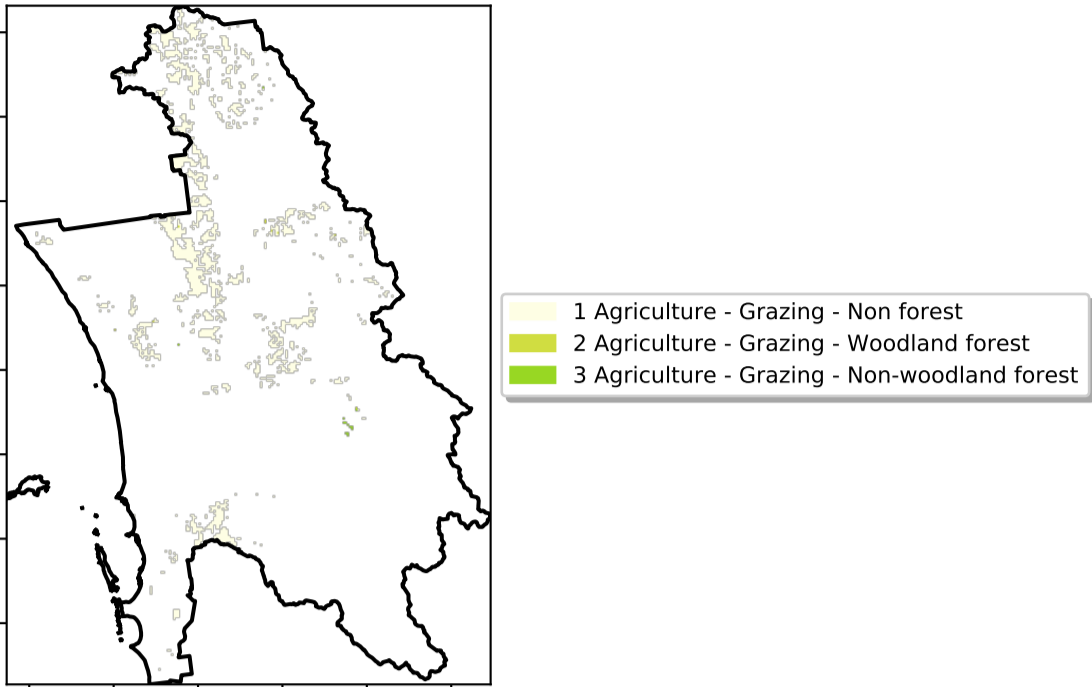 1 Agriculture - Grazing - Non forest
2 Agriculture - Grazing - Woodland forest
3 Agriculture - Grazing - Non-woodland forest